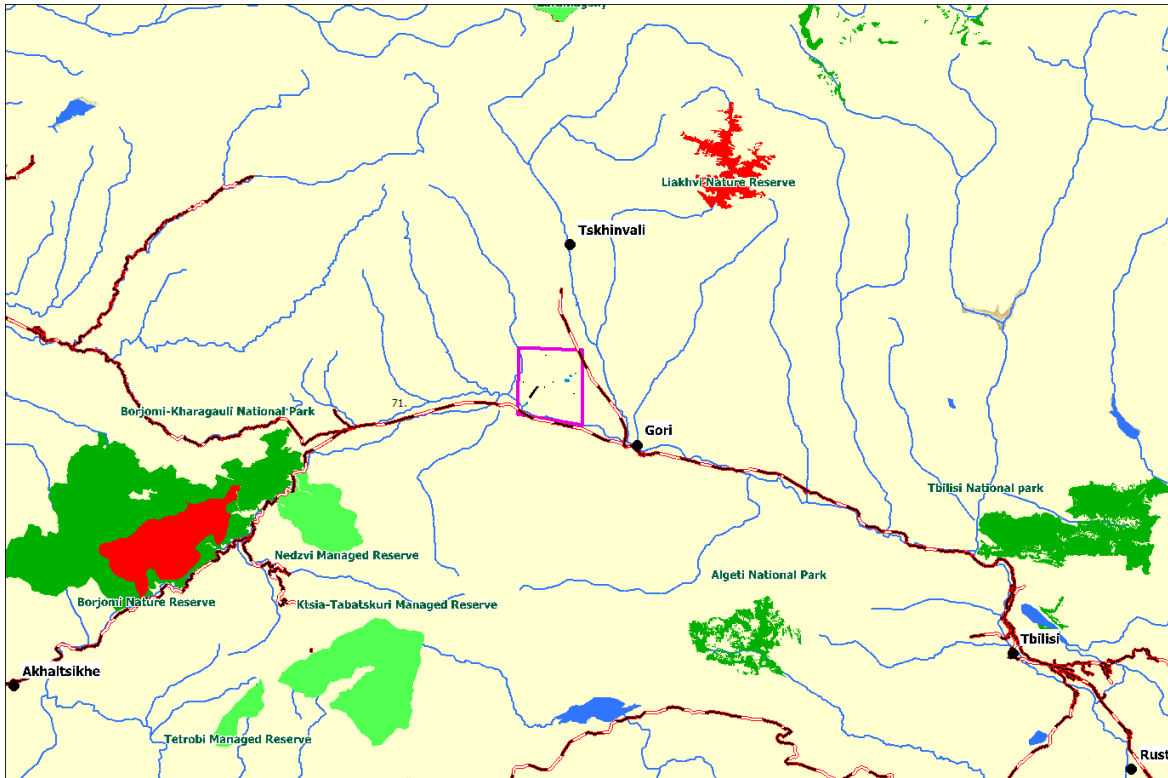 Liakhvi Nature Reserve
Tskhinvali
Borjomi-Kharagauli National Park
71.
Gori
Tbilisi National park
Nedzvi Managed Reserve
Algeti National Park
Borjomi Nature Reserve
Ktsia-Tabatskuri Managed Reserve
Tbilisi
Akhaltsikhe
Tetrobi Managed Reserve
Rust